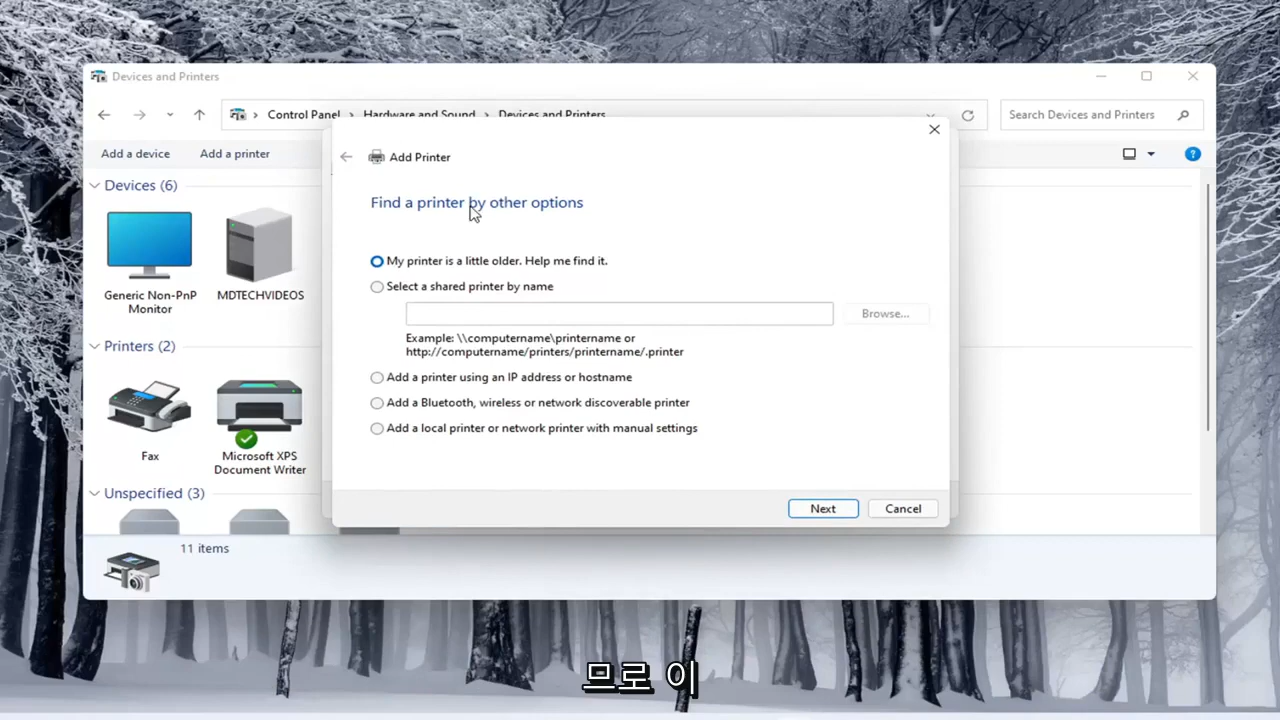 Devices and Printers
Control Panel > Hardware and Sound > Devices and Printers
Search Devices and Printers
Add a device
Add a printer
Devices (6)
Generic Non-PnP
Monitor
MDTECHVIDEOS
Printers (2)
Fax
Microsoft XPS
Document Writer
Unspecified (3)
11 items
Add Printer
Find a printer by other options
My printer is a little older. Help me find it.
Select a shared printer by name
Browse...
Example: \\computername\printername or
http://computername/printers/printername/.printer
Add a printer using an IP address or hostname
Add a Bluetooth, wireless or network discoverable printer
Add a local printer or network printer with manual settings
Next
Cancel
므로 이